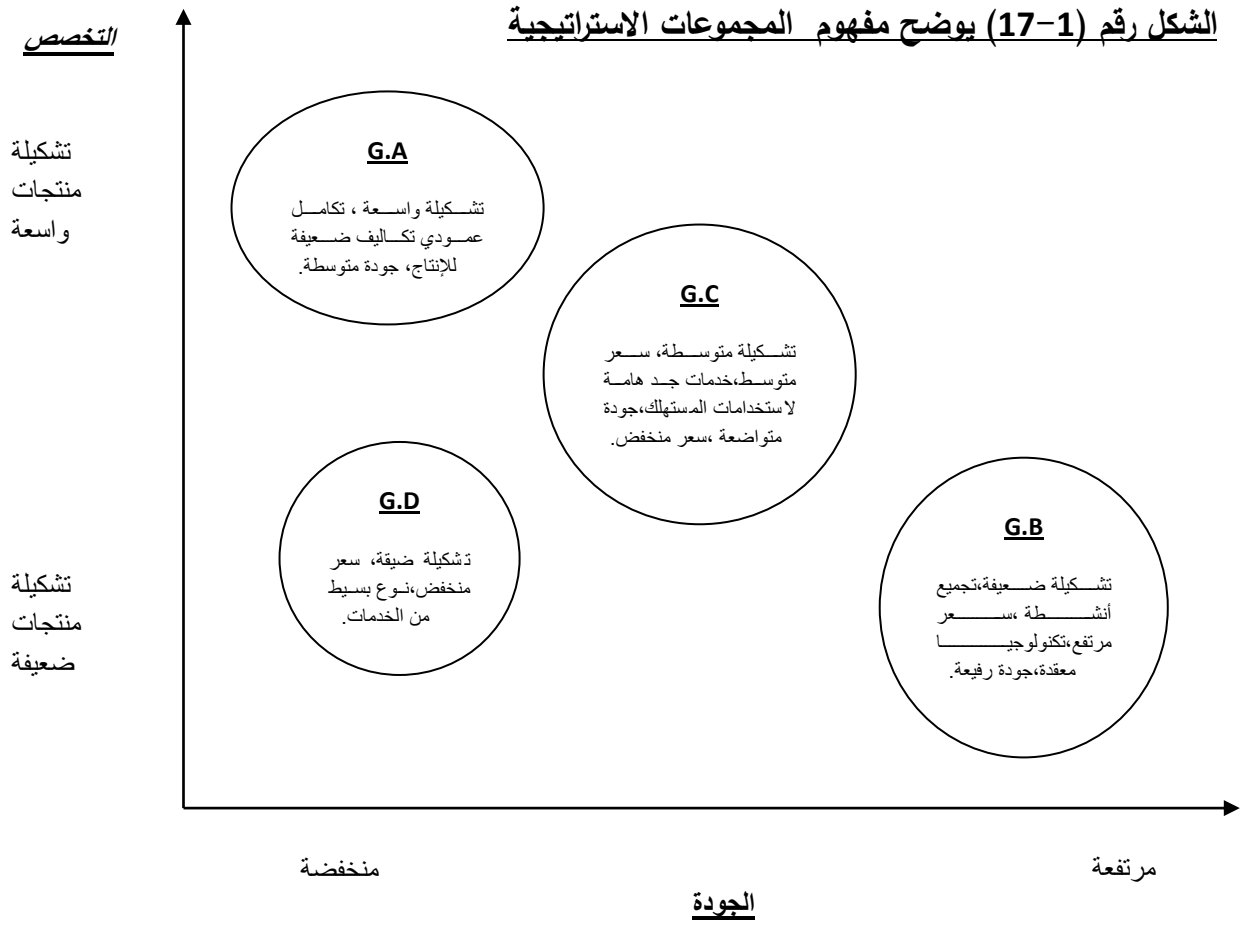 الشكل رقم (1-17) يوضح مفهوم المجموعات الاستراتيجية
التخصص
تشكيلة
منتجات
واسعة
G.A
تشكيلة واسعة ، تكامل
عمودي تكاليف ضعيفة
للإنتاج، جودة متوسطة.
G.C
تشكيلة متوسطة، سعر
متوسط،خدمات جد هامة
لاستخدامات المستهلك،جودة
متواضعة ،سعر منخفض.
G.D
تشكيلة ضيقة، سعر
منخفض،نوع بسيط
من الخدمات.
G.B
تشكيلة ضعيفة،تجميع
أنشطة ،سعر
مرتفع،تكنولوجيا
معقدة،جودة رفيعة.
تشكيلة
منتجات
ضعيفة
مرتفعة
منخفضة
الجودة